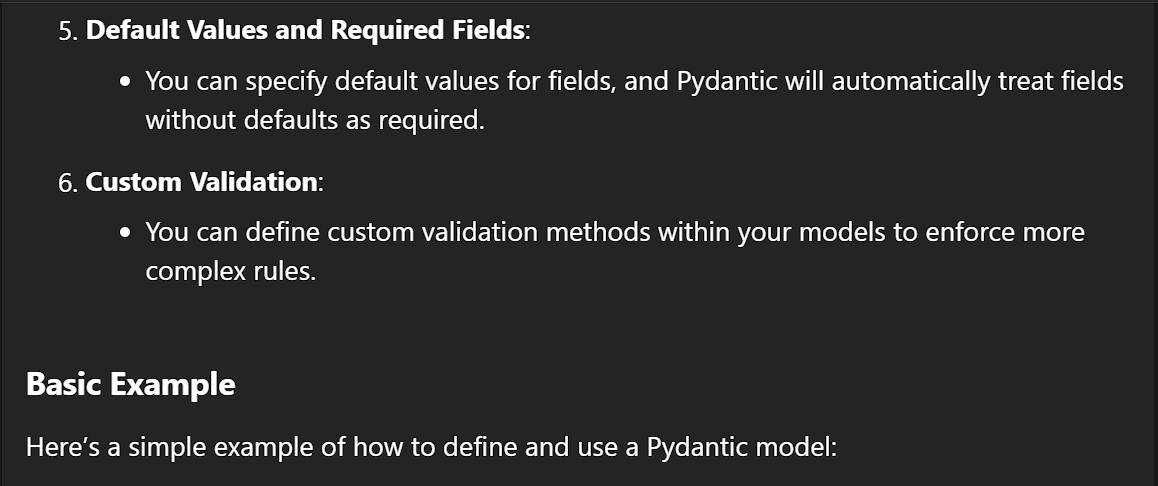 5. Default Values and Required Fields:
• You can specify default values for fields, and Pydantic will automatically treat fields
without defaults as required.
6. Custom Validation:
• You can define custom validation methods within your models to enforce more
complex rules.
Basic Example
Here’s a simple example of how to define and use a Pydantic model: